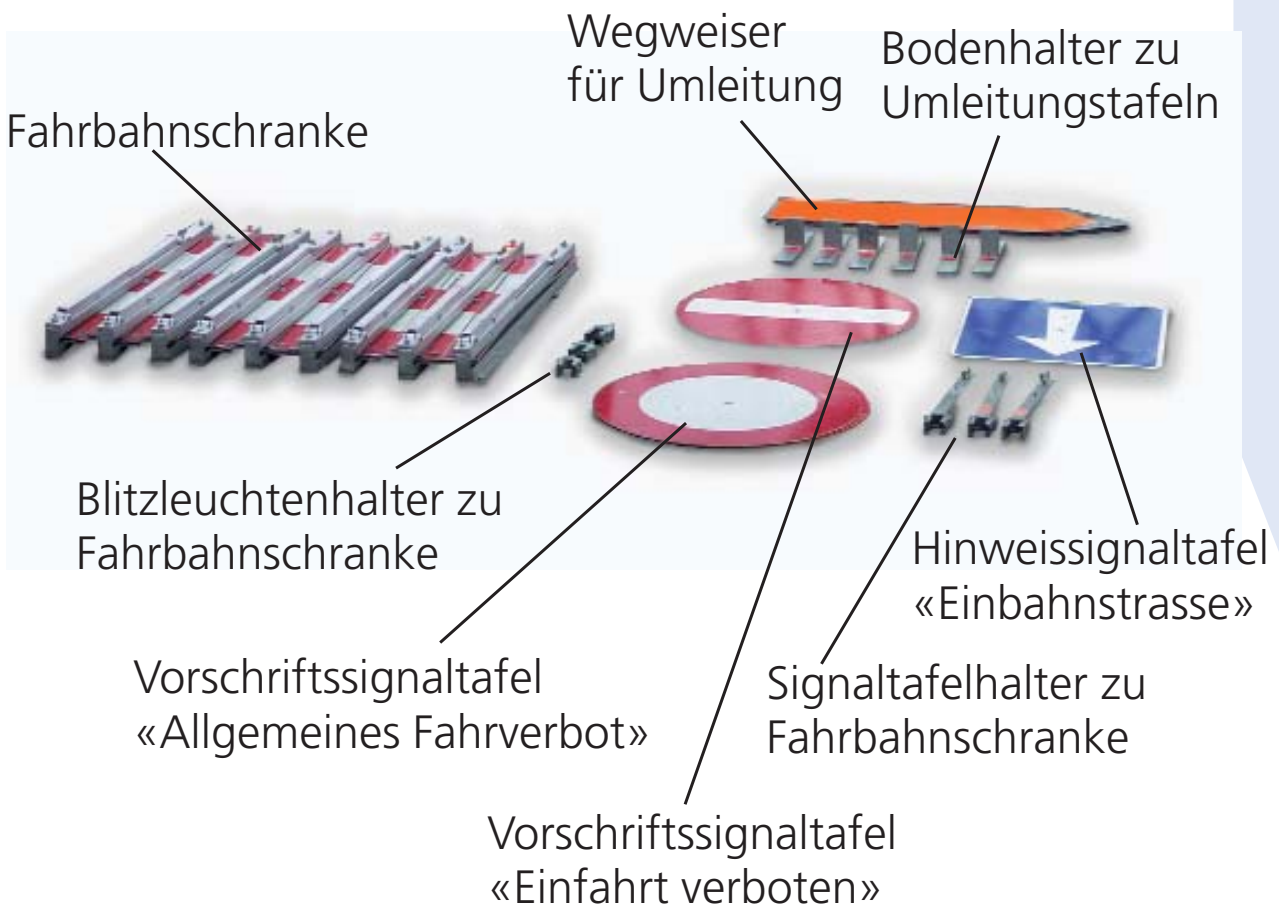 Wegweiser
für Umleitung
Bodenhalter zu
Umleitungstafeln
Fahrbahnschranke
Blitzleuchtenhalter zu
Fahrbahnschranke
Hinweissignaltafel
«Einbahnstrasse»
Vorschriftssignaltafel
«Allgemeines Fahrverbot»
Signaltafelhalter zu
Fahrbahnschranke
Vorschriftssignaltafel
«Einfahrt verboten»